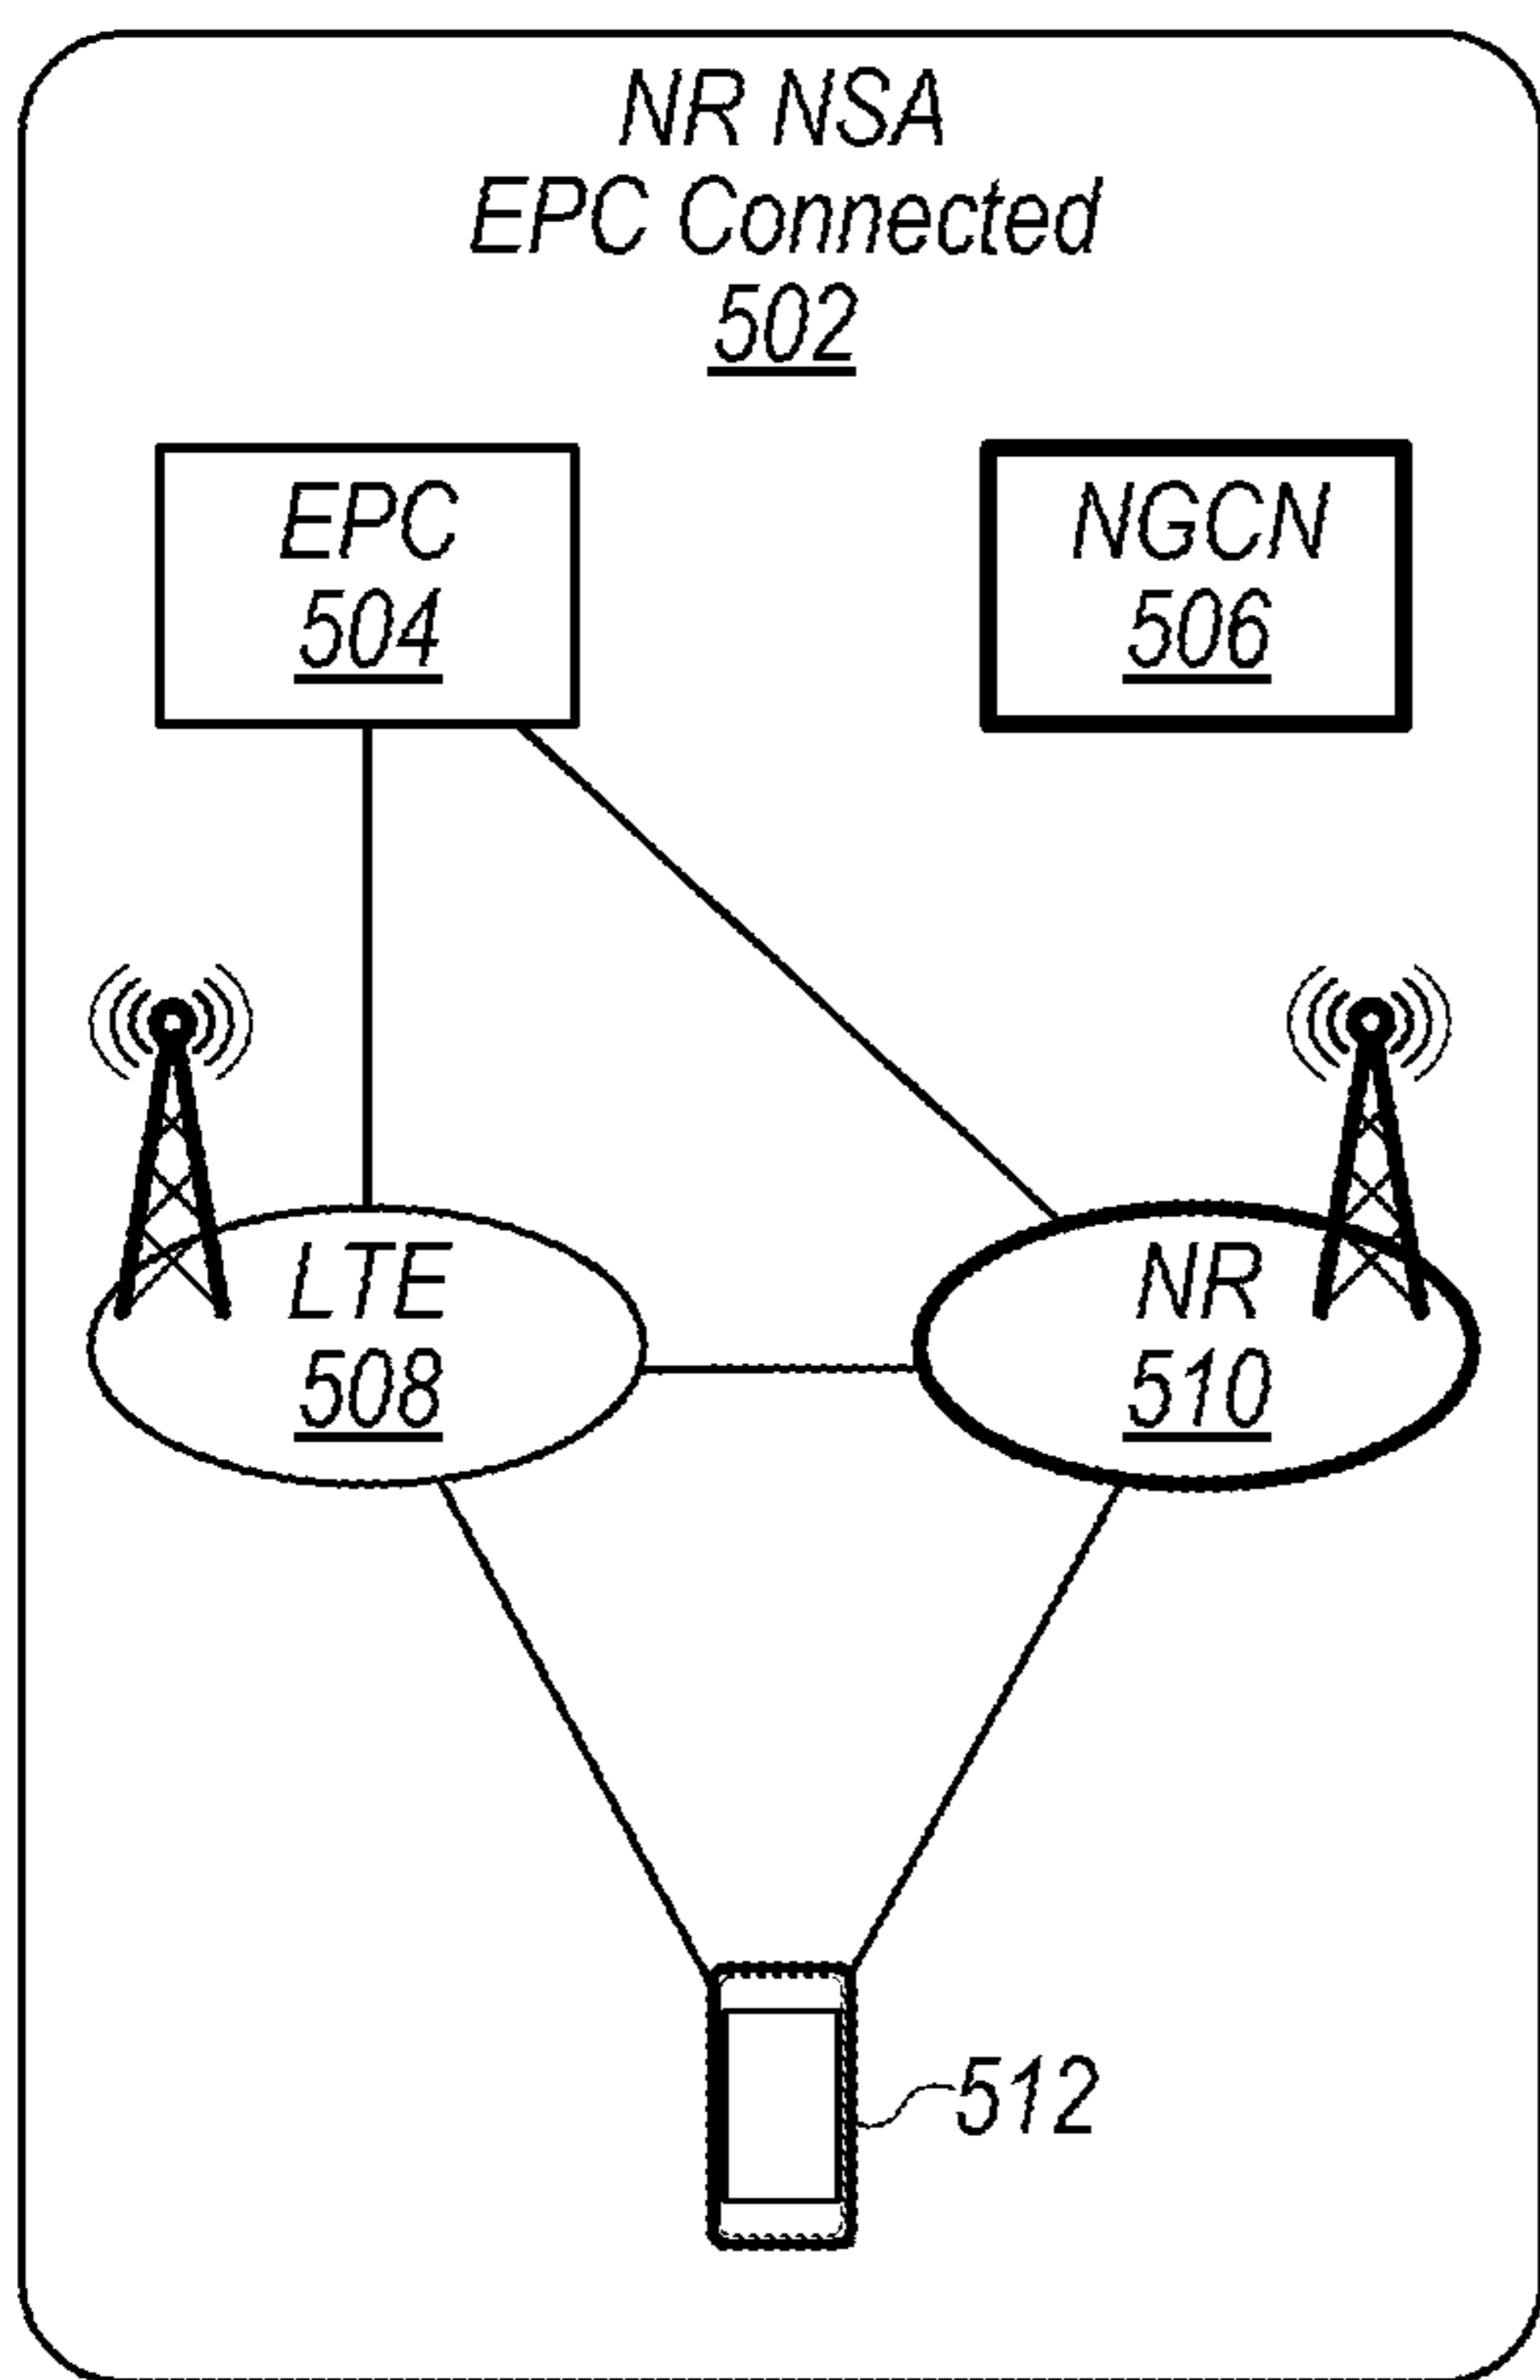 NR NSA
EPC Connected
502
EPC
504
NGCN
506
LTE
508
NR
510
512